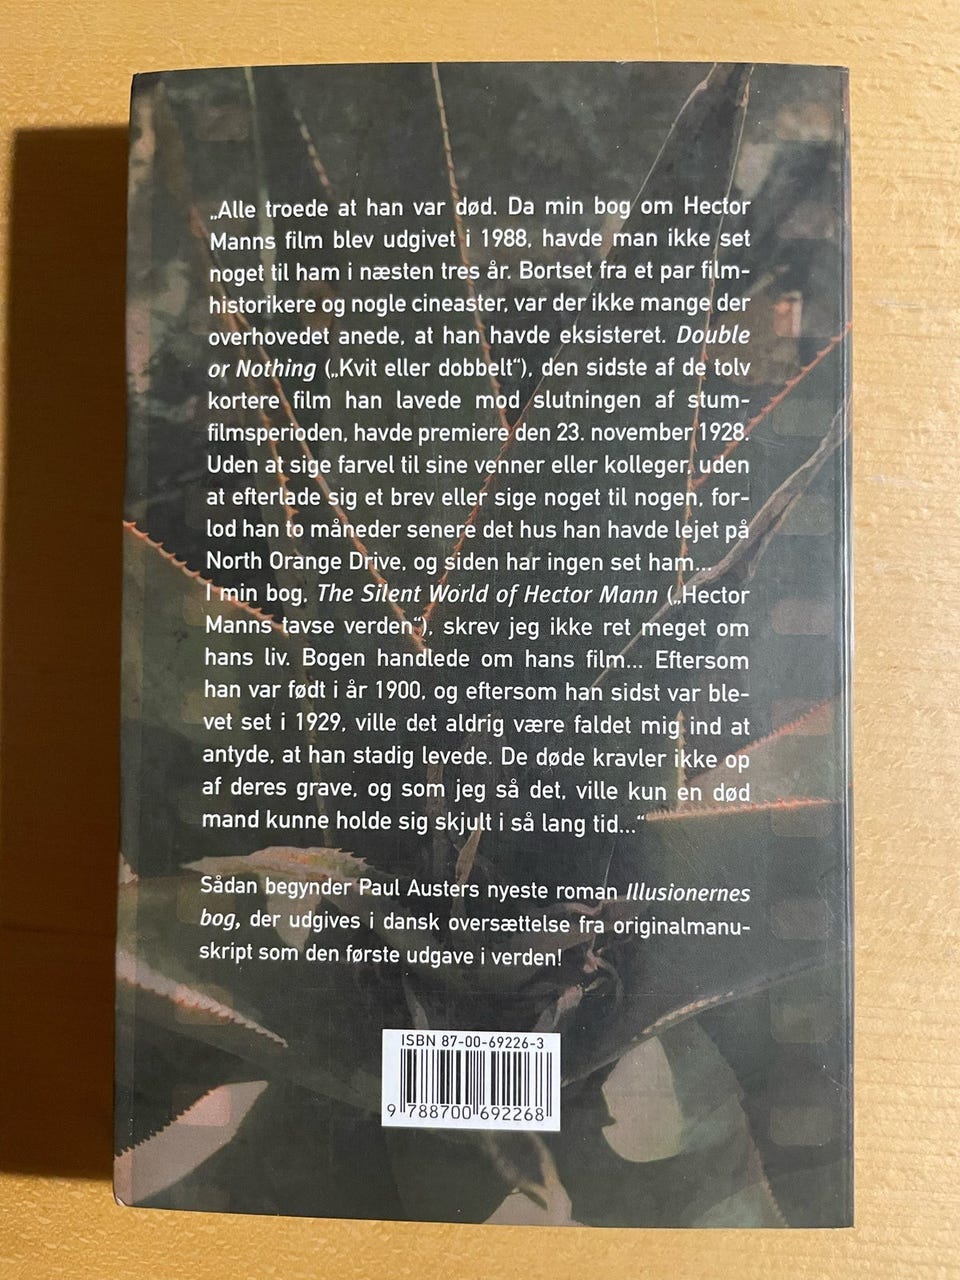 „Alle troede at han var død. Da min bog om Hector
Manns film blev udgivet i 1988, havde man ikke set
noget til ham i næsten tres år. Bortset fra et par film-
historikere og nogle cineaster, var der ikke mange der
overhovedet anede, at han havde eksisteret. Double
or Nothing („Kvit eller dobbelt“), den sidste af de tolv
kortere film han lavede mod slutningen af stum-
filmsperioden, havde premiere den 23. november 1928.
Uden at sige farvel til sine venner eller kolleger, uden
at efterlade sig et brev eller sige noget til nogen, for-
lod han to måneder senere det hus han havde lejet på
North Orange Drive, og siden har ingen set ham...
I min bog, The Silent World of Hector Mann („Hector
Manns tavse verden“), skrev jeg ikke ret meget om
hans liv. Bogen handlede om hans film... Eftersom
han var født i år 1900, og eftersom han sidst var ble-
vet set i 1929, ville det aldrig være faldet mig ind at
antyde, at han stadig levede. De døde kravler ikke op
af deres grave, og som jeg så det, ville kun en død
mand kunne holde sig skjult i så lang tid...“
Sådan begynder Paul Austers nyeste roman Illusionernes
bog, der udgives i dansk oversættelse fra originalmanu-
skript som den første udgave i verden!
ISBN 87-00-69226-3
9 788700 692268